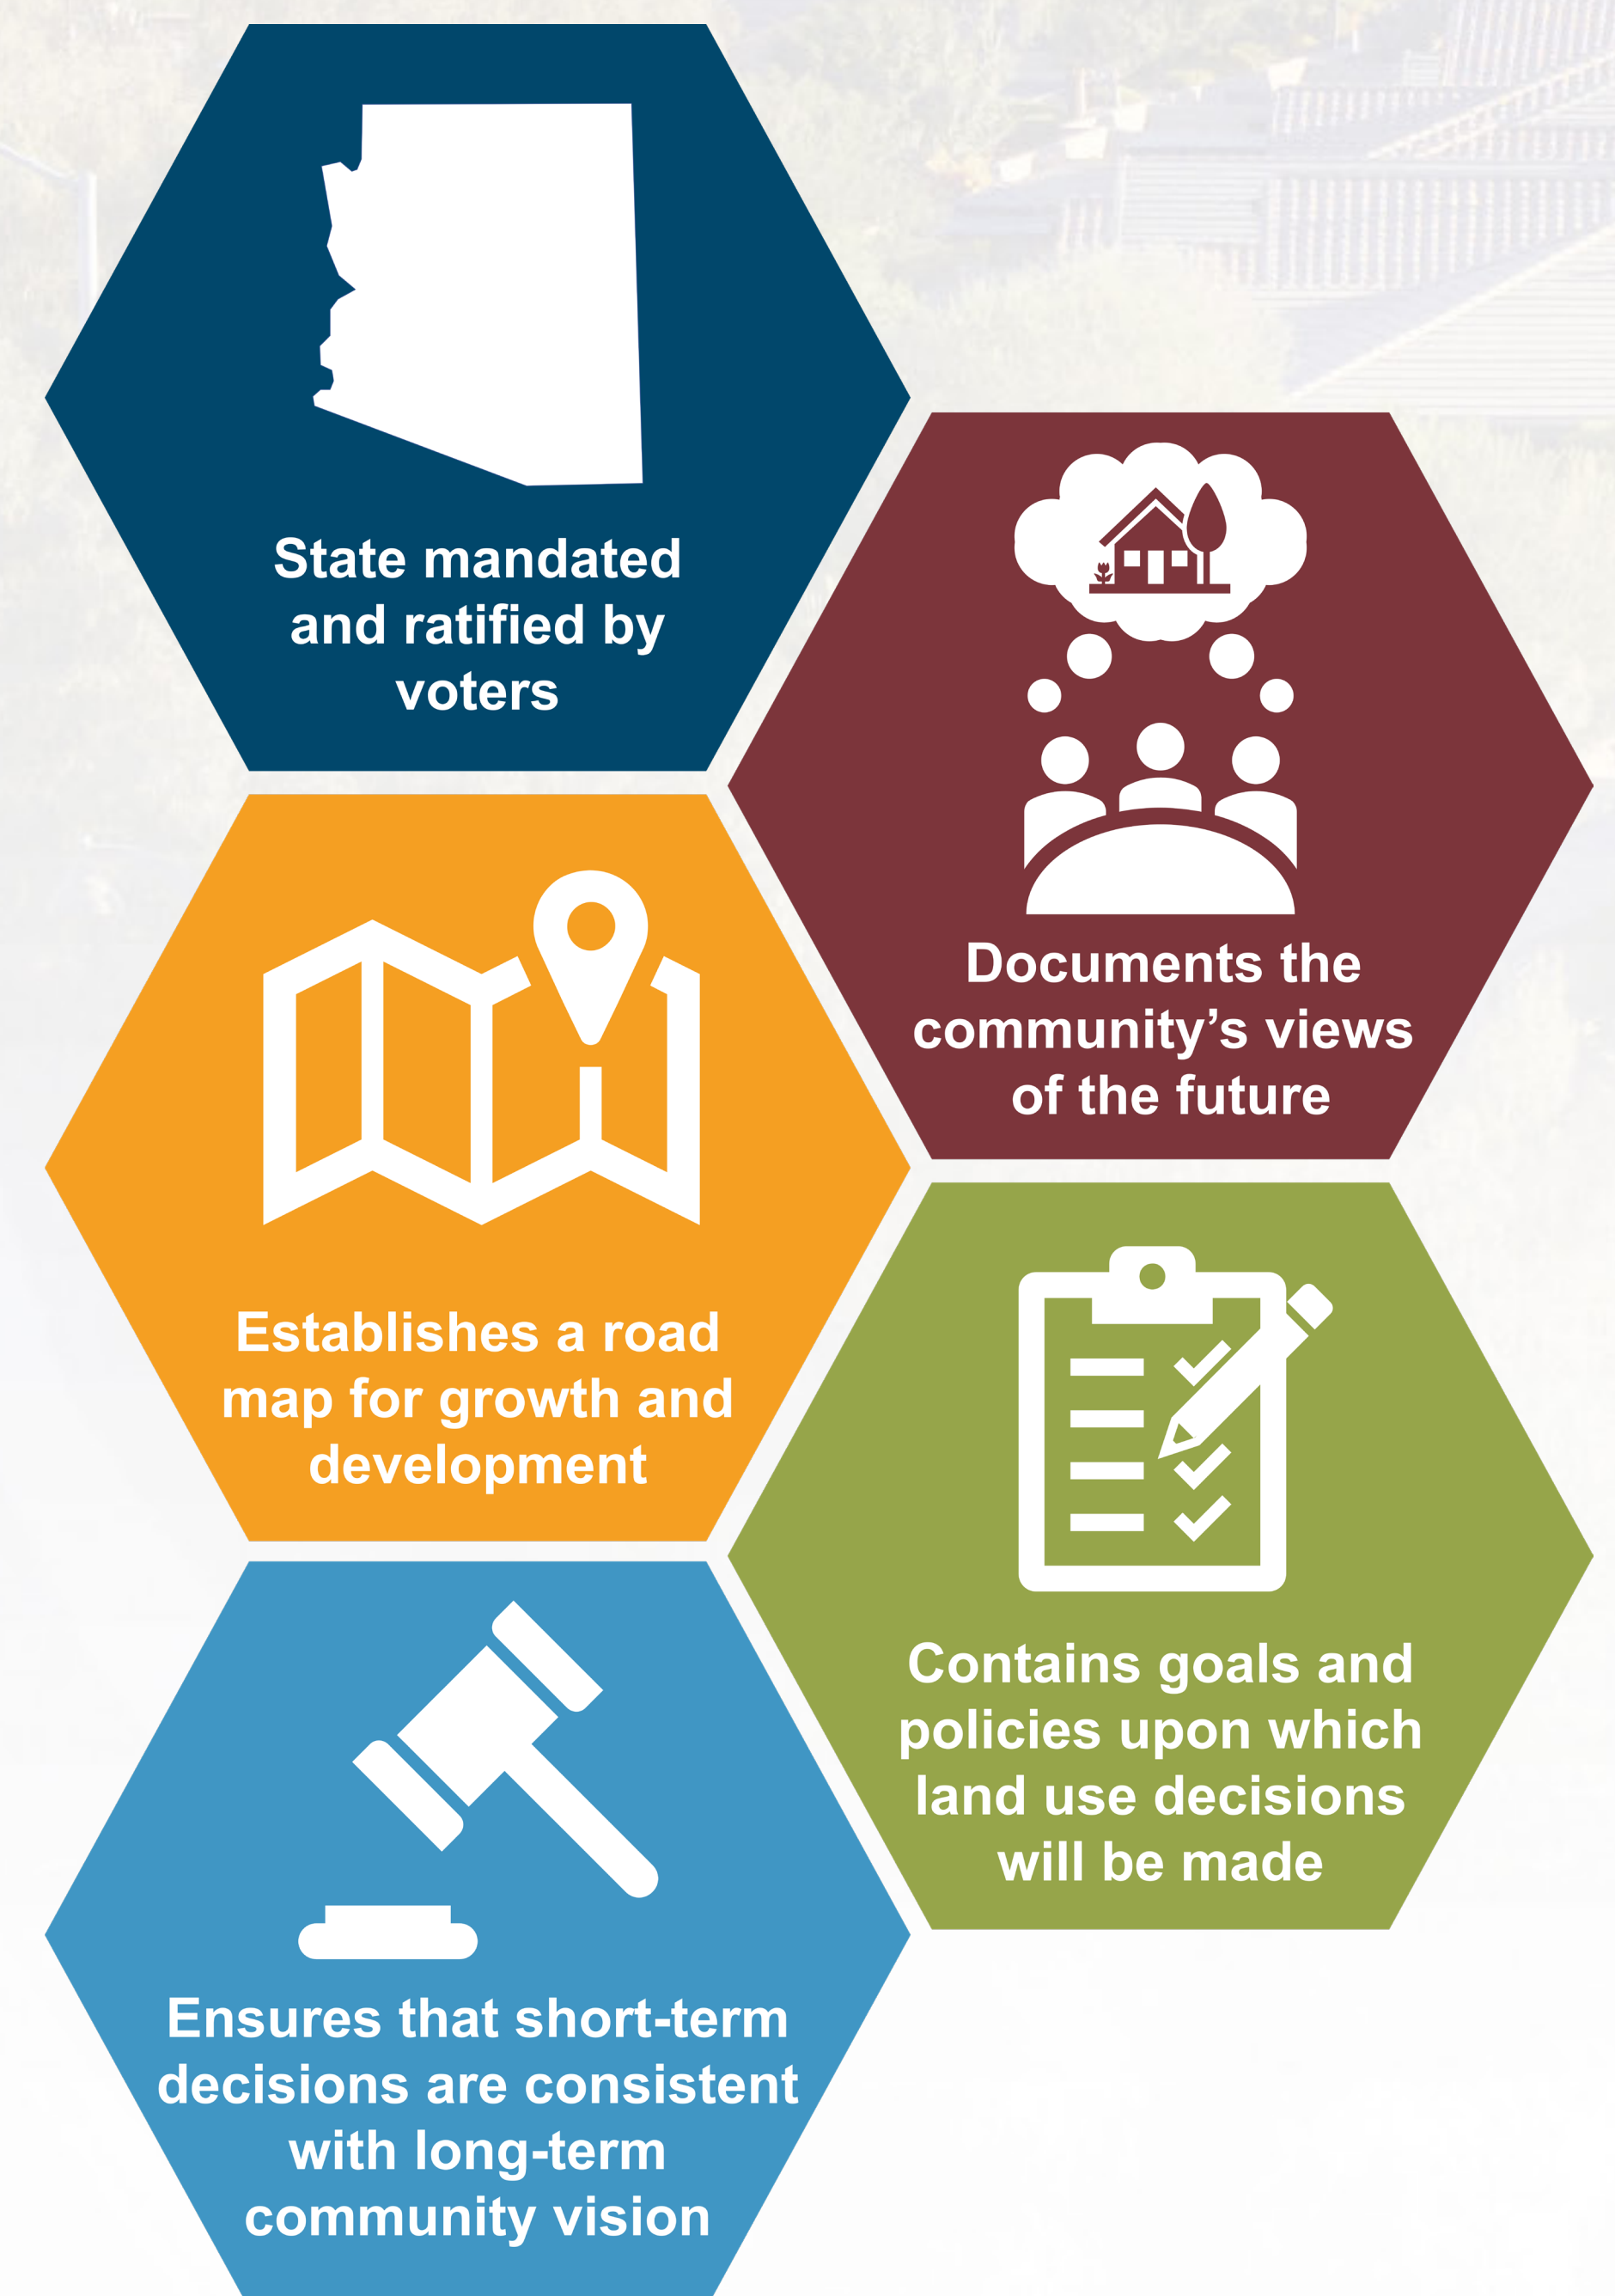 State mandated
and ratified by
voters
Documents the
community's views
of the future
Establishes a road
map for growth and
development
Contains goals and
policies upon which
land use decisions
will be made
Ensures that short-term
decisions are consistent
with long-term
community vision